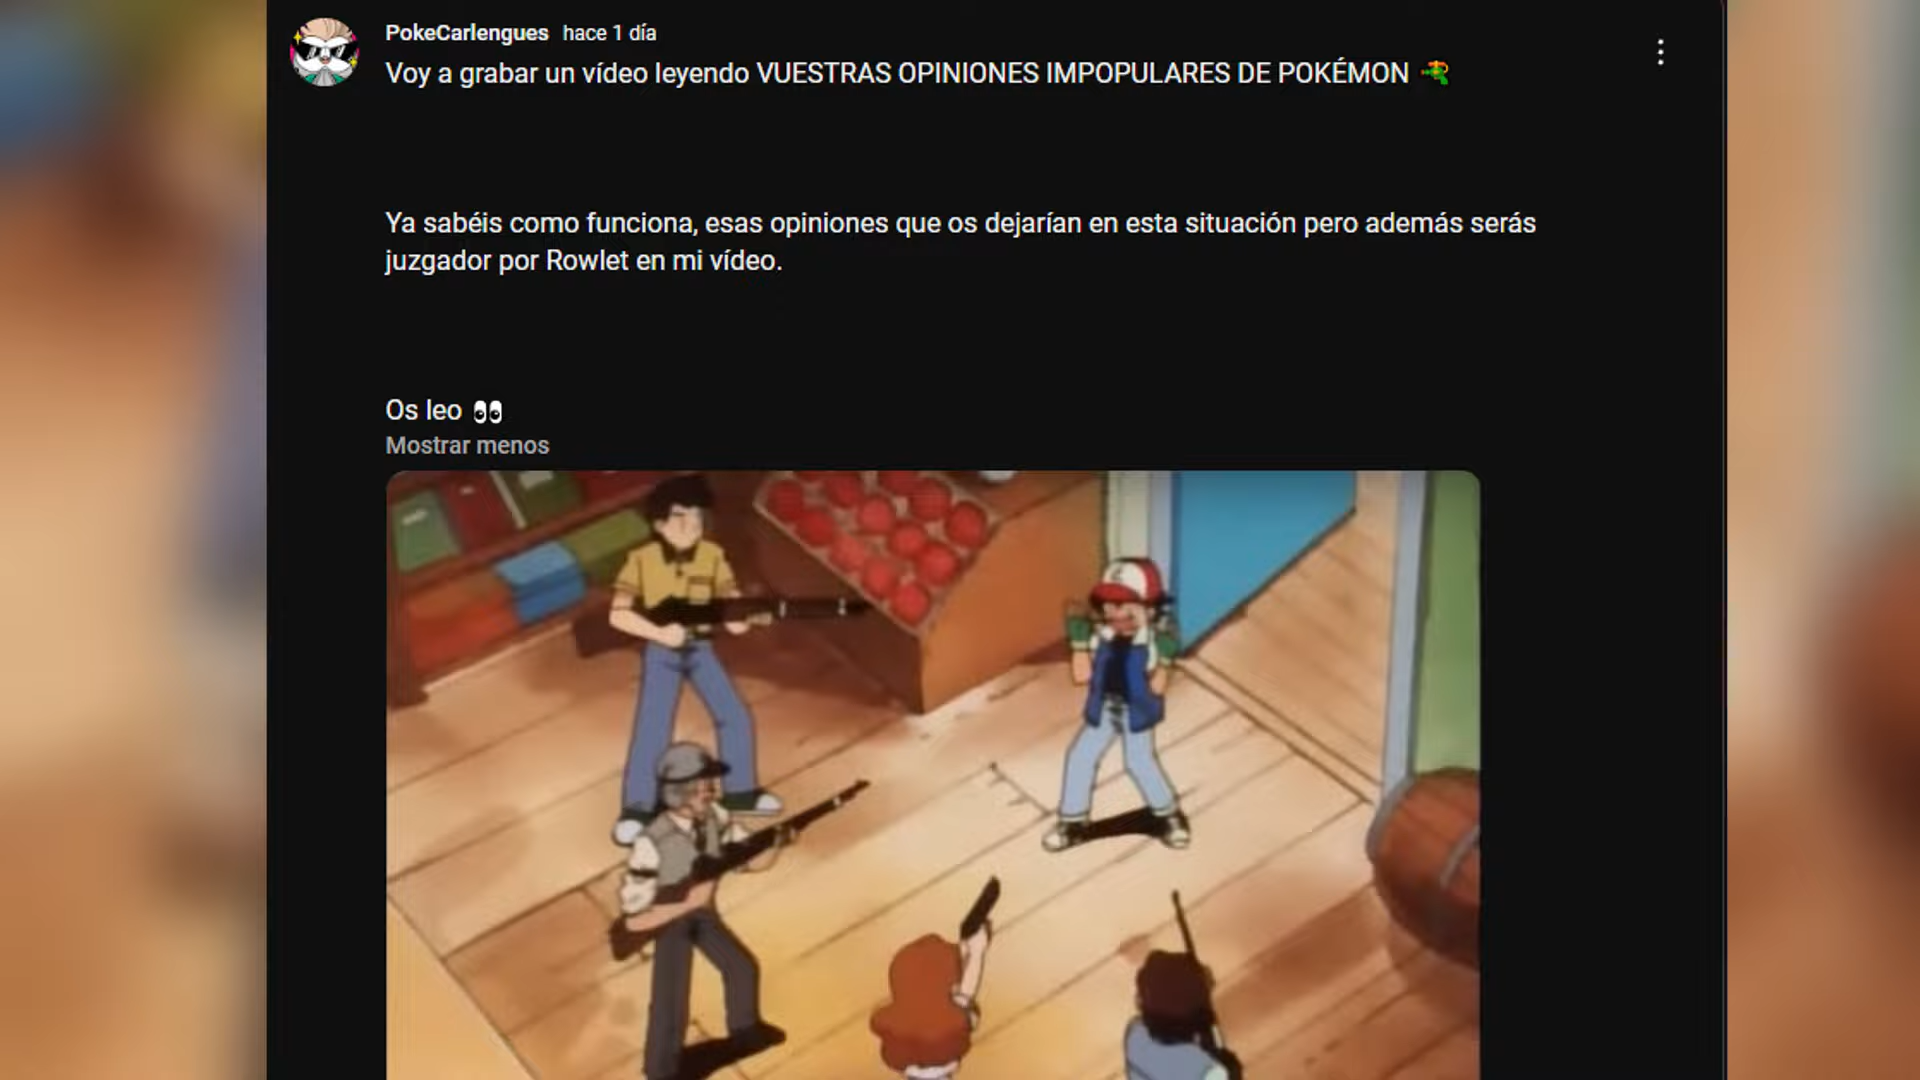 PokeCarlengues hace 1 día
Voy a grabar un vídeo leyendo VUESTRAS OPINIONES IMPOPULARES DE POKÉMON 🔫
Ya sabéis como funciona, esas opiniones que os dejarían en esta situación pero además serás
juzgador por Rowlet en mi vídeo.
Os leo 👀
Mostrar menos